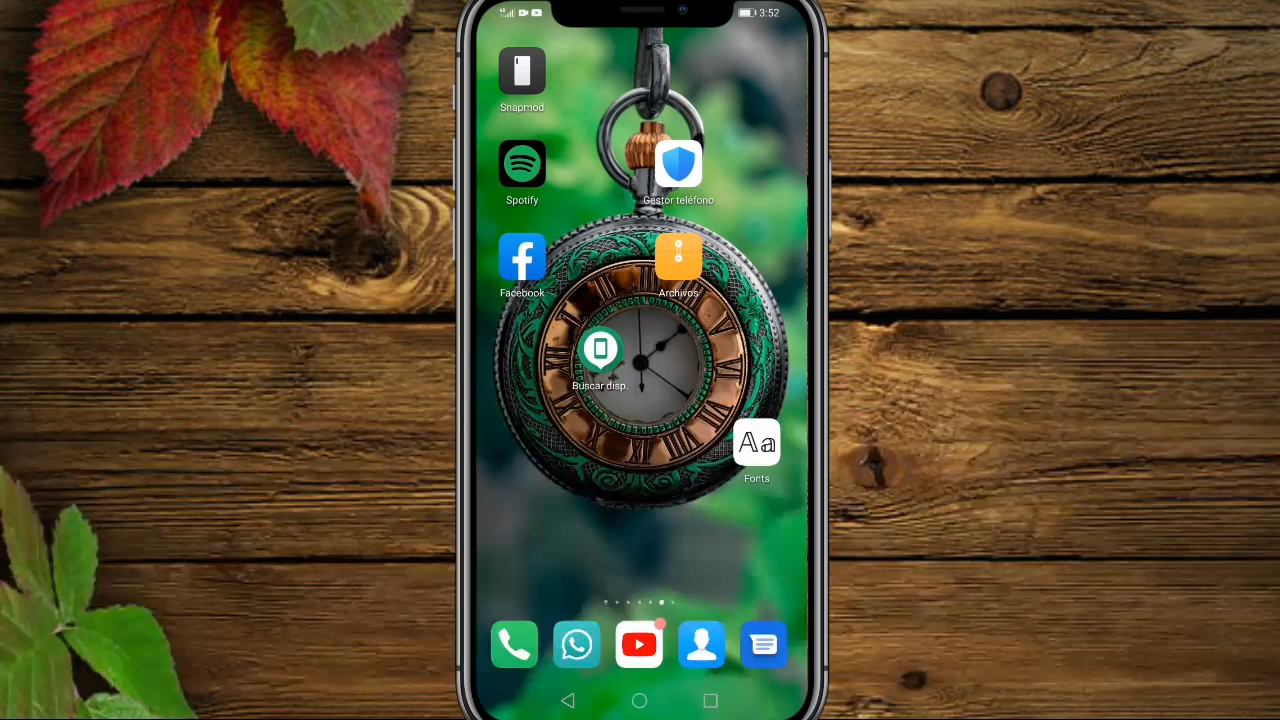 3:52
Snapmod
Spotify
Gestor teléfono
Facebook
Archivos
Buscar disp.
Aa
Fonts